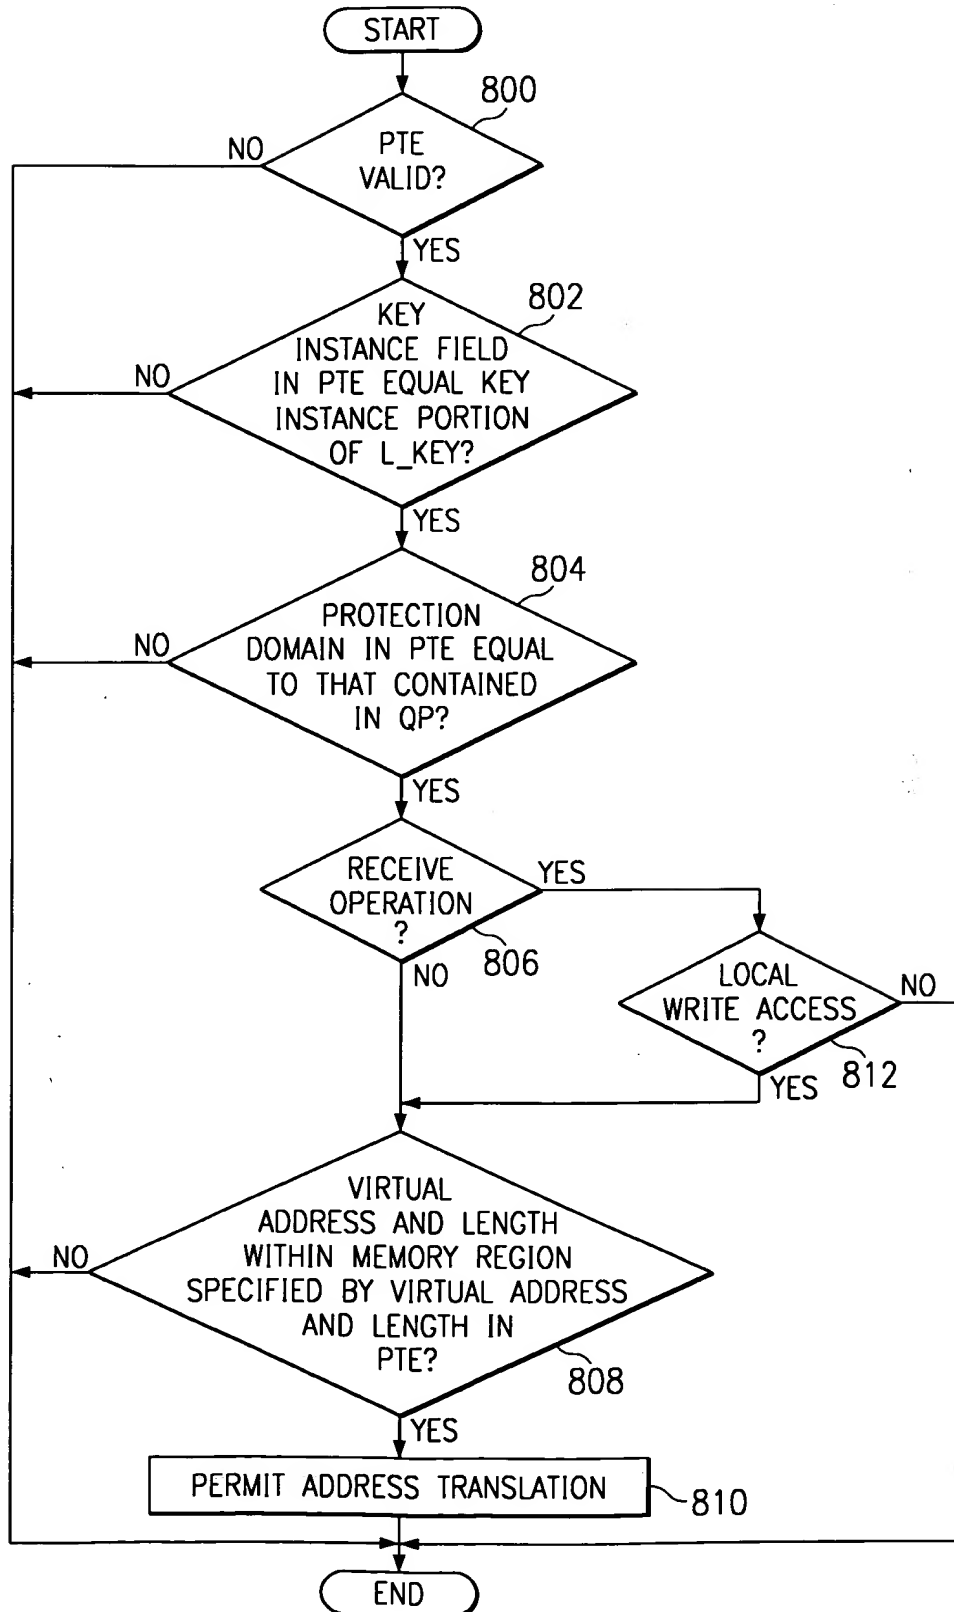 START
800
PTE
VALID?
NO
YES
802
KEY
INSTANCE FIELD
IN PTE EQUAL KEY
INSTANCE PORTION
OF L_KEY?
NO
YES
804
PROTECTION
DOMAIN IN PTE EQUAL
TO THAT CONTAINED
IN QP?
NO
YES
RECEIVE
OPERATION
?
YES
806
NO
LOCAL
WRITE ACCESS
?
NO
812
YES
VIRTUAL
ADDRESS AND LENGTH
WITHIN MEMORY REGION
SPECIFIED BY VIRTUAL ADDRESS
AND LENGTH IN
PTE?
NO
808
YES
PERMIT ADDRESS TRANSLATION
810
END